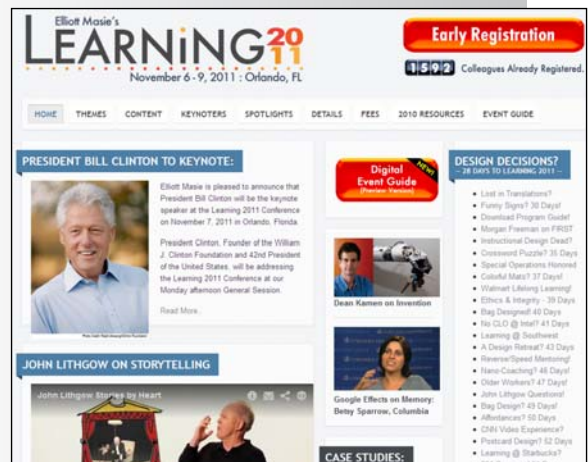 Elliott Masie's
LEARNiNG 20
11
November 6 - 9, 2011 : Orlando, FL
Early Registration
1592 Colleagues Already Registered.
HOME THEMES CONTENT KEYNOTERS SPOTLIGHTS DETAILS FEES 2010 RESOURCES EVENT GUIDE
PRESIDENT BILL CLINTON TO KEYNOTE:
Elliott Masie is pleased to announce that
President Bill Clinton will be the keynote
speaker at the Learning 2011 Conference
on November 7, 2011 in Orlando, Florida.
President Clinton, Founder of the William
J. Clinton Foundation and 42nd President
of the United States, will be addressing
the Learning 2011 Conference at our
Monday afternoon General Session.
Read More..
JOHN LITHGOW ON STORYTELLING
John Lithgow Stories by Heart
Digital
Event Guide
(Preview Version)
NEW!
Dean Kamen on Invention
Google Effects on Memory:
Betsy Sparrow, Columbia
CASE STUDIES:
DESIGN DECISIONS?
-- 28 DAYS TO LEARNING 2011 --
Lost in Translations?
Funny Signs? 30 Days!
Download Program Guide!
Morgan Freeman on FIRST
Instructional Design Dead?
Crossword Puzzle? 35 Days
Special Operations Honored
Colorful Mats? 37 Days!
Walmart Lifelong Learning!
Ethics & Integrity - 39 Days
Bag Designed! 40 Days
No CLO @ Intel? 41 Days
Learning @ Southwest
A Design Retreat? 43 Days
Reverse/Speed Mentoring!
Nano-Coaching? 46 Days!
Older Workers? 47 Days!
John Lithgow Questions!
Bag Design? 49 Days!
Affordances? 50 Days
CNN Video Experience?
Postcard Design? 52 Days
Learning @ Starbucks?